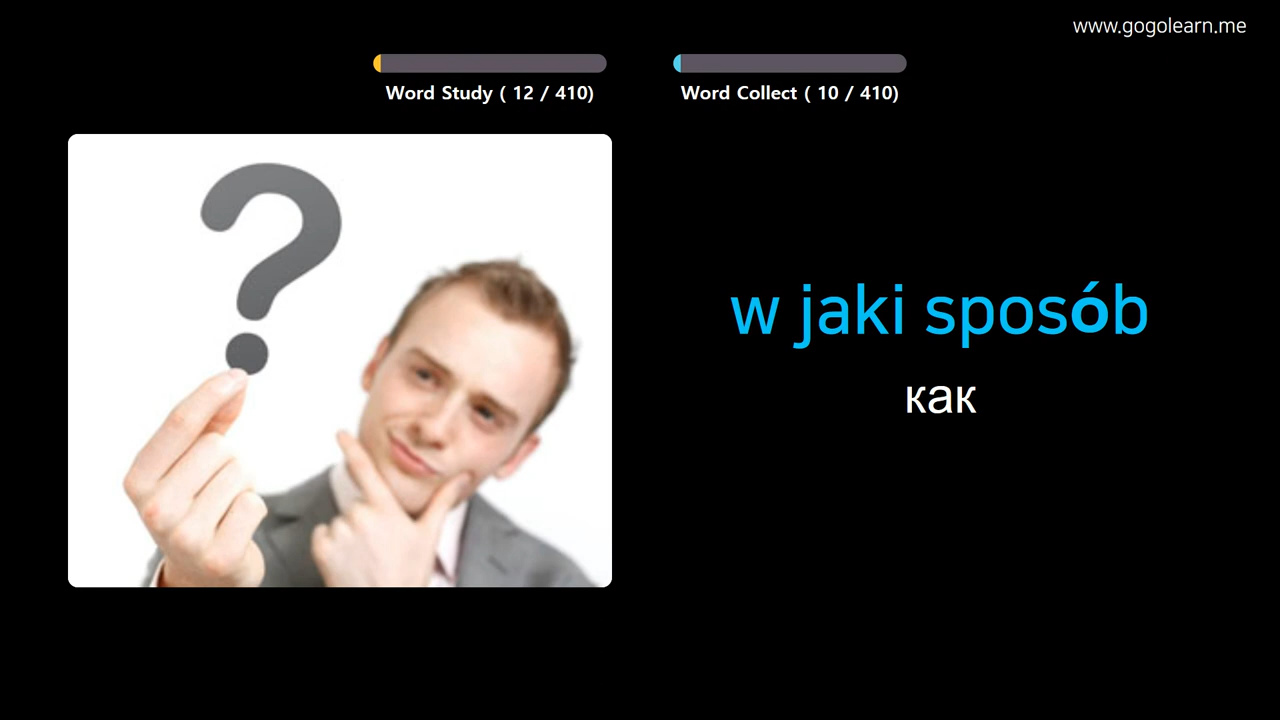 www.gogolearn.me
Word Study ( 12 / 410)
Word Collect ( 10 / 410)
?
w jaki sposób
как